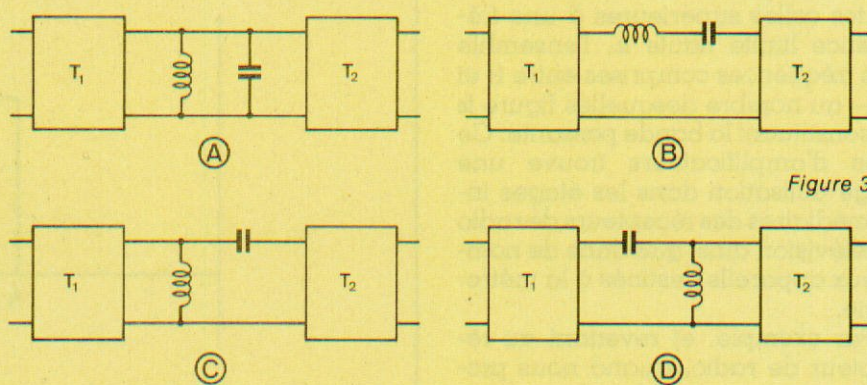 T₁ T₂ T₁ T₂
A B
Figure 3
T₁ T₂ T₁ T₂
C D